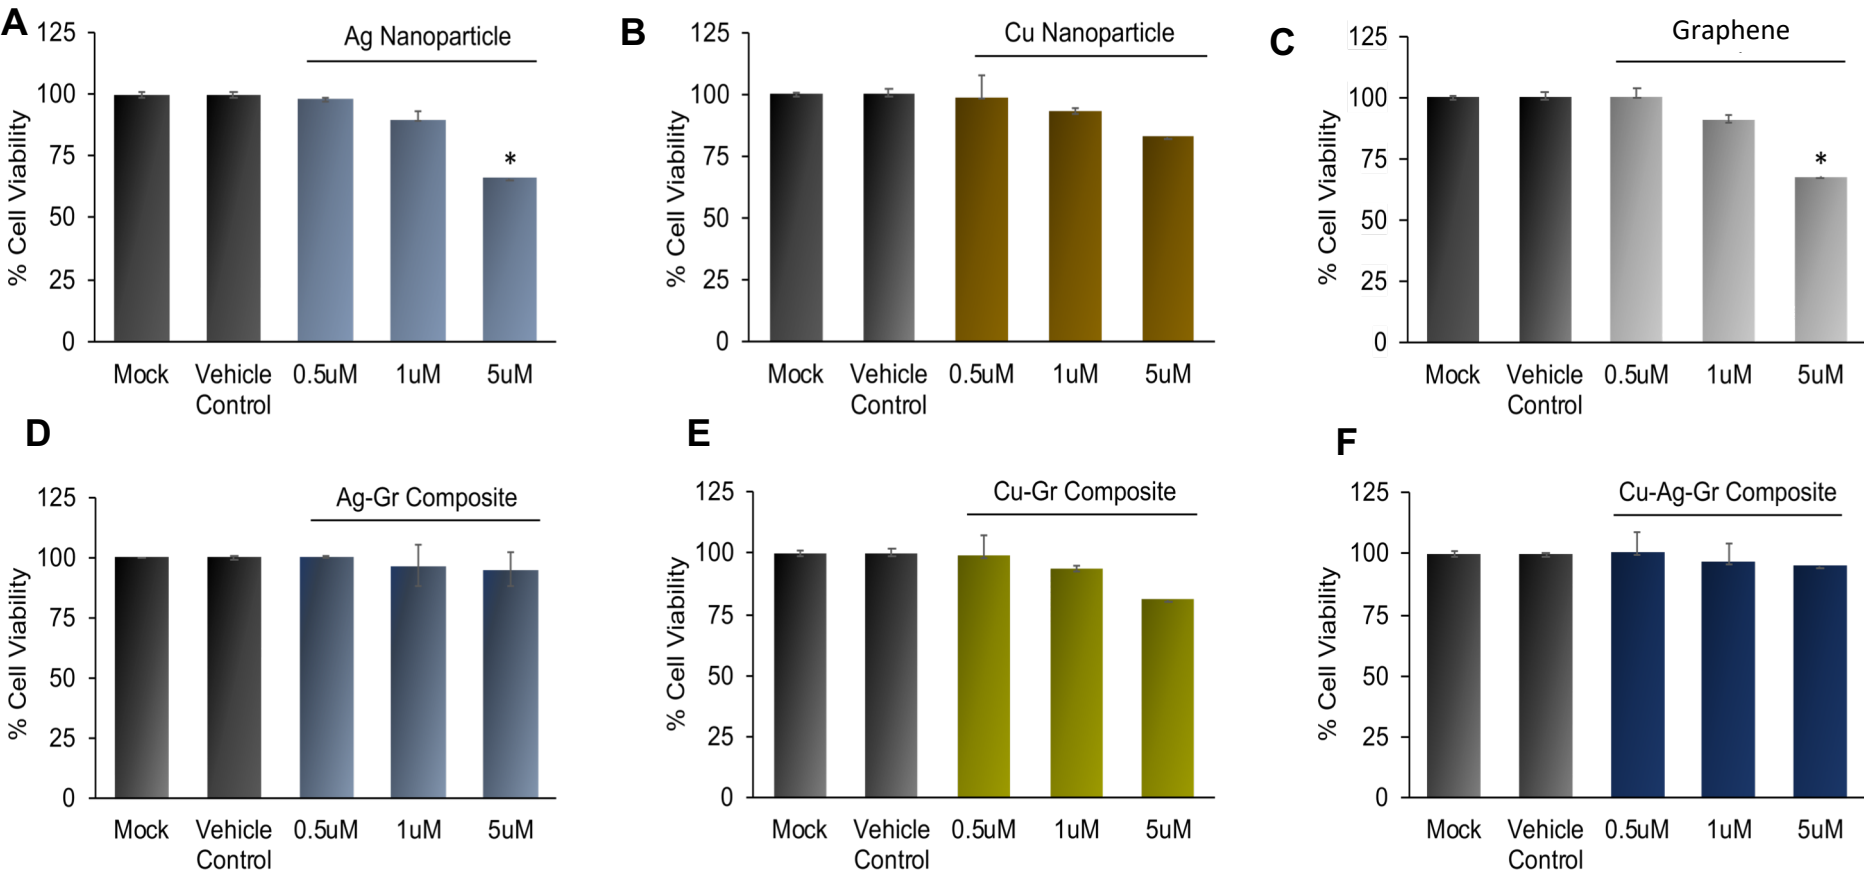 A
Ag Nanoparticle
125
100
75
50
25
0
% Cell Viability
*
Mock
Vehicle
Control
0.5uM
1uM
5uM
B
Cu Nanoparticle
125
100
75
50
25
0
% Cell Viability
Mock
Vehicle
Control
0.5uM
1uM
5uM
C
Graphene
125
100
75
50
25
0
% Cell Viability
*
Mock
Vehicle
Control
0.5uM
1uM
5uM
D
Ag-Gr Composite
125
100
75
50
25
0
% Cell Viability
Mock
Vehicle
Control
0.5uM
1uM
5uM
E
Cu-Gr Composite
125
100
75
50
25
0
% Cell Viability
Mock
Vehicle
Control
0.5uM
1uM
5uM
F
Cu-Ag-Gr Composite
125
100
75
50
25
0
% Cell Viability
Mock
Vehicle
Control
0.5uM
1uM
5uM